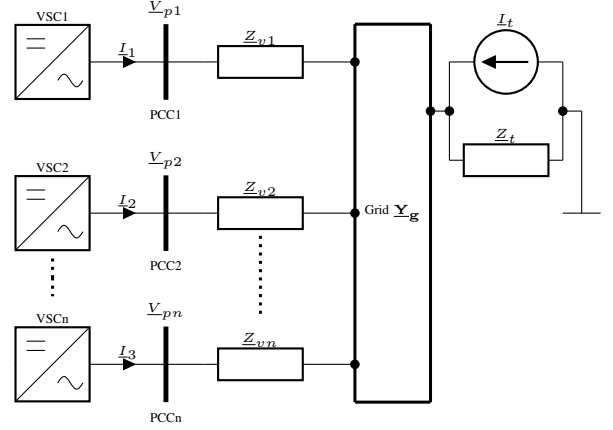 VSC1
I1
Vp1
PCC1
Zv1
It
Zt
VSC2
I2
Vp2
PCC2
Zv2
Grid Yg
VSCn
I3
Vpn
PCCn
Zvn